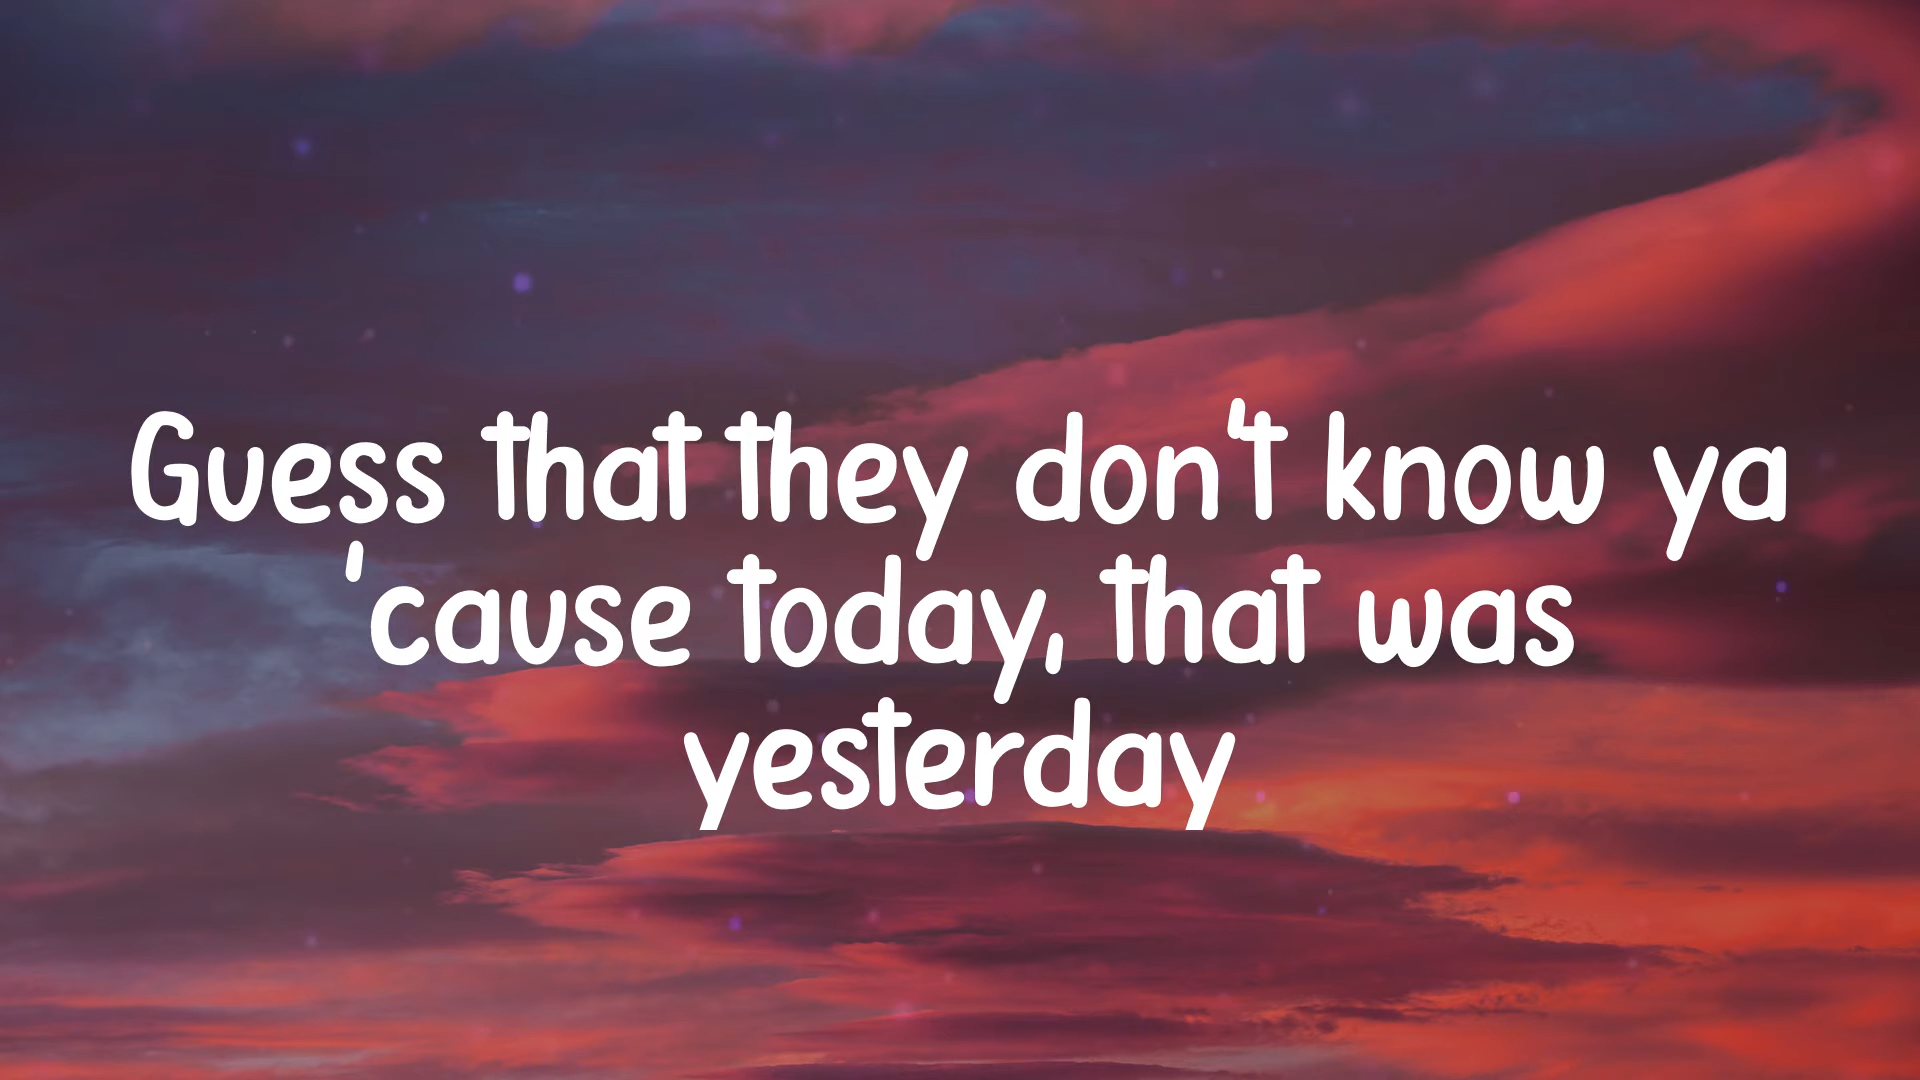 Guess that they don't know ya
'cause today, that was
yesterday